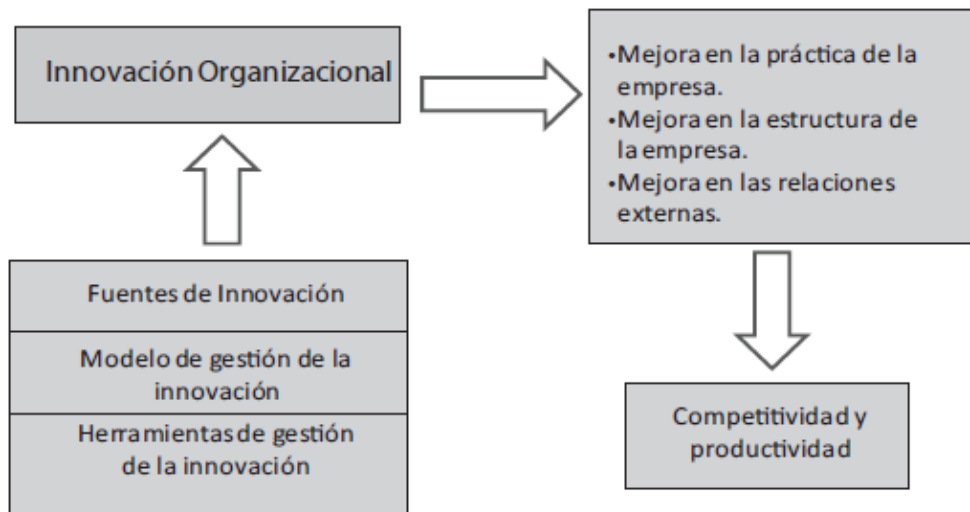 Innovación Organizacional
•Mejora en la práctica de la
empresa.
•Mejora en la estructura de
la empresa.
•Mejora en las relaciones
externas.
Fuentes de Innovación
Modelo de gestión de la
innovación
Herramientas de gestión
de la innovación
Competitividad y
productividad